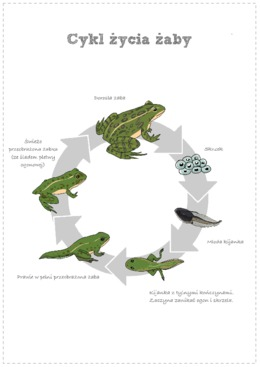 Cykl życia żaby
Dorosła żaba
Świeżo
przeobrażona żabka
(ze śladem płetwy
ogonowej)
Skrzek
Młoda kijanka
Prawie w pełni przeobrażona żaba
Kijanka z tylnymi kończynami.
Zaczyna zanikać ogon i skrzela.